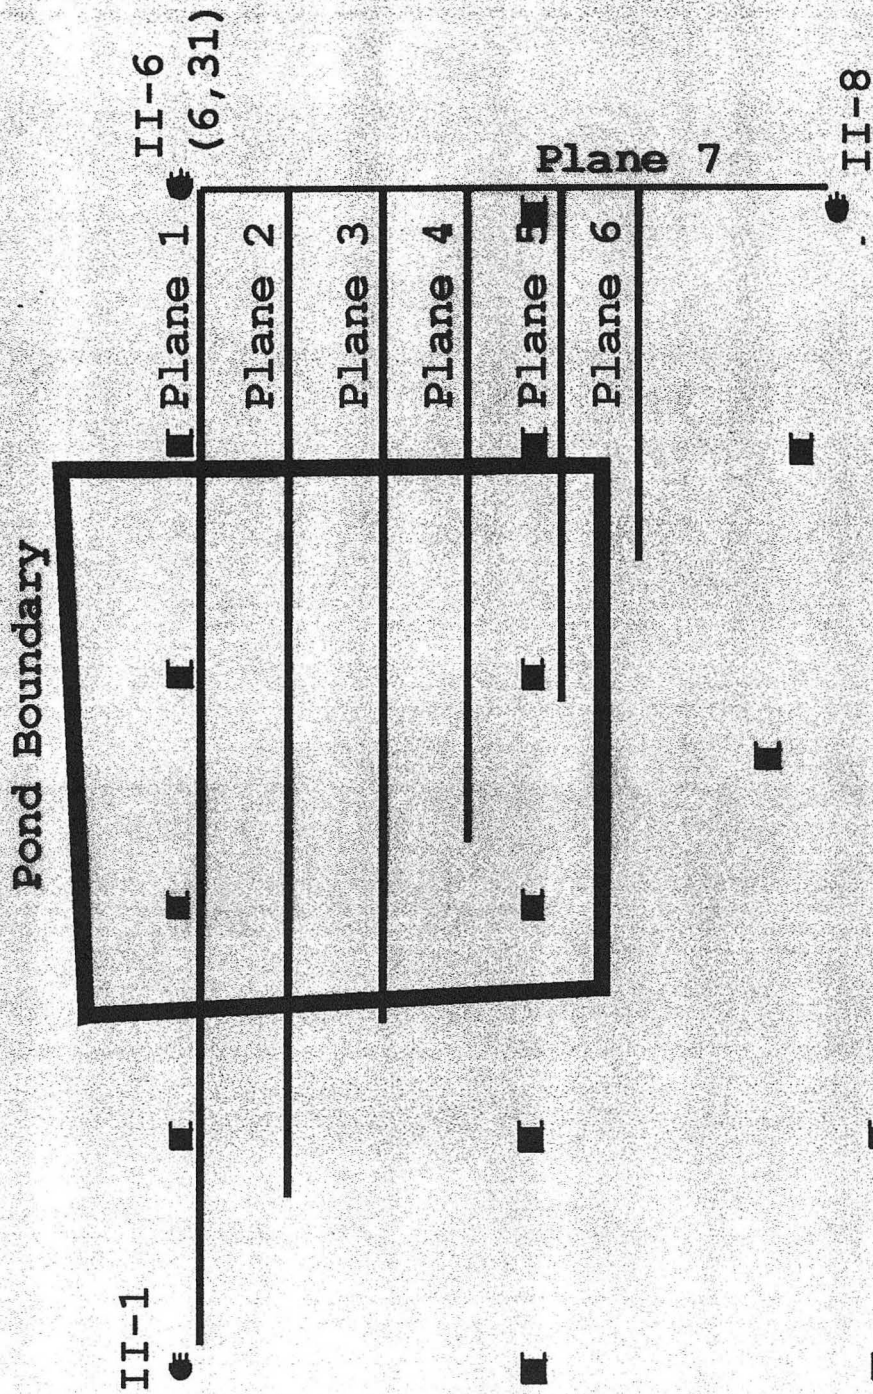 Pond Boundary
II-6
(6,31)
Plane 1
Plane 2
Plane 3
Plane 4
Plane 5
Plane 6
Plane 7
II-1
II-8